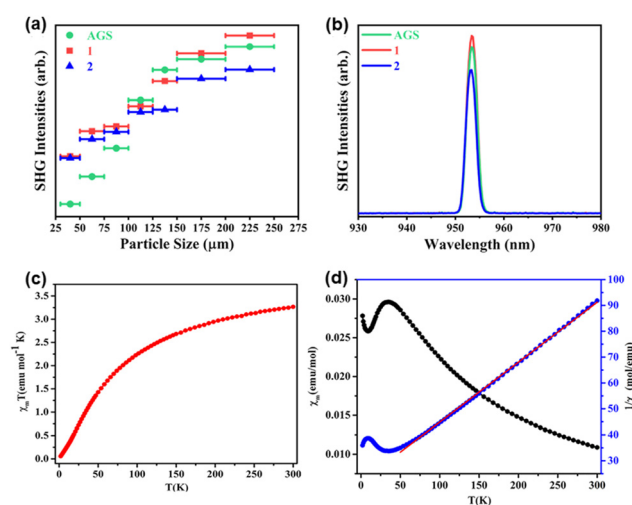 (a)
AGS
1
2
SHG Intensities (arb.)
25 50 75 100 125 150 175 200 225 250 275
Particle Size (μm)
(b)
AGS
1
2
SHG Intensities (arb.)
930 940 950 960 970 980
Wavelength (nm)
(c)
3.5
3.0
2.5
2.0
1.5
1.0
0.5
0.0
χmT(emu mol⁻¹ K)
0 50 100 150 200 250 300
T(K)
(d)
0.030
0.025
0.020
0.015
0.010
χm(emu/mol)
100
90
80
70
60
50
40
30
1/χ (mol/emu)
0 50 100 150 200 250 300
T(K)